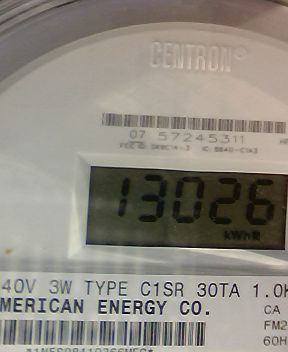 CENTRON®
07 57245311
13026
kWhR
40V 3W TYPE C1SR 30TA 1.0K
MERICAN ENERGY CO.
CA
FM2
60H